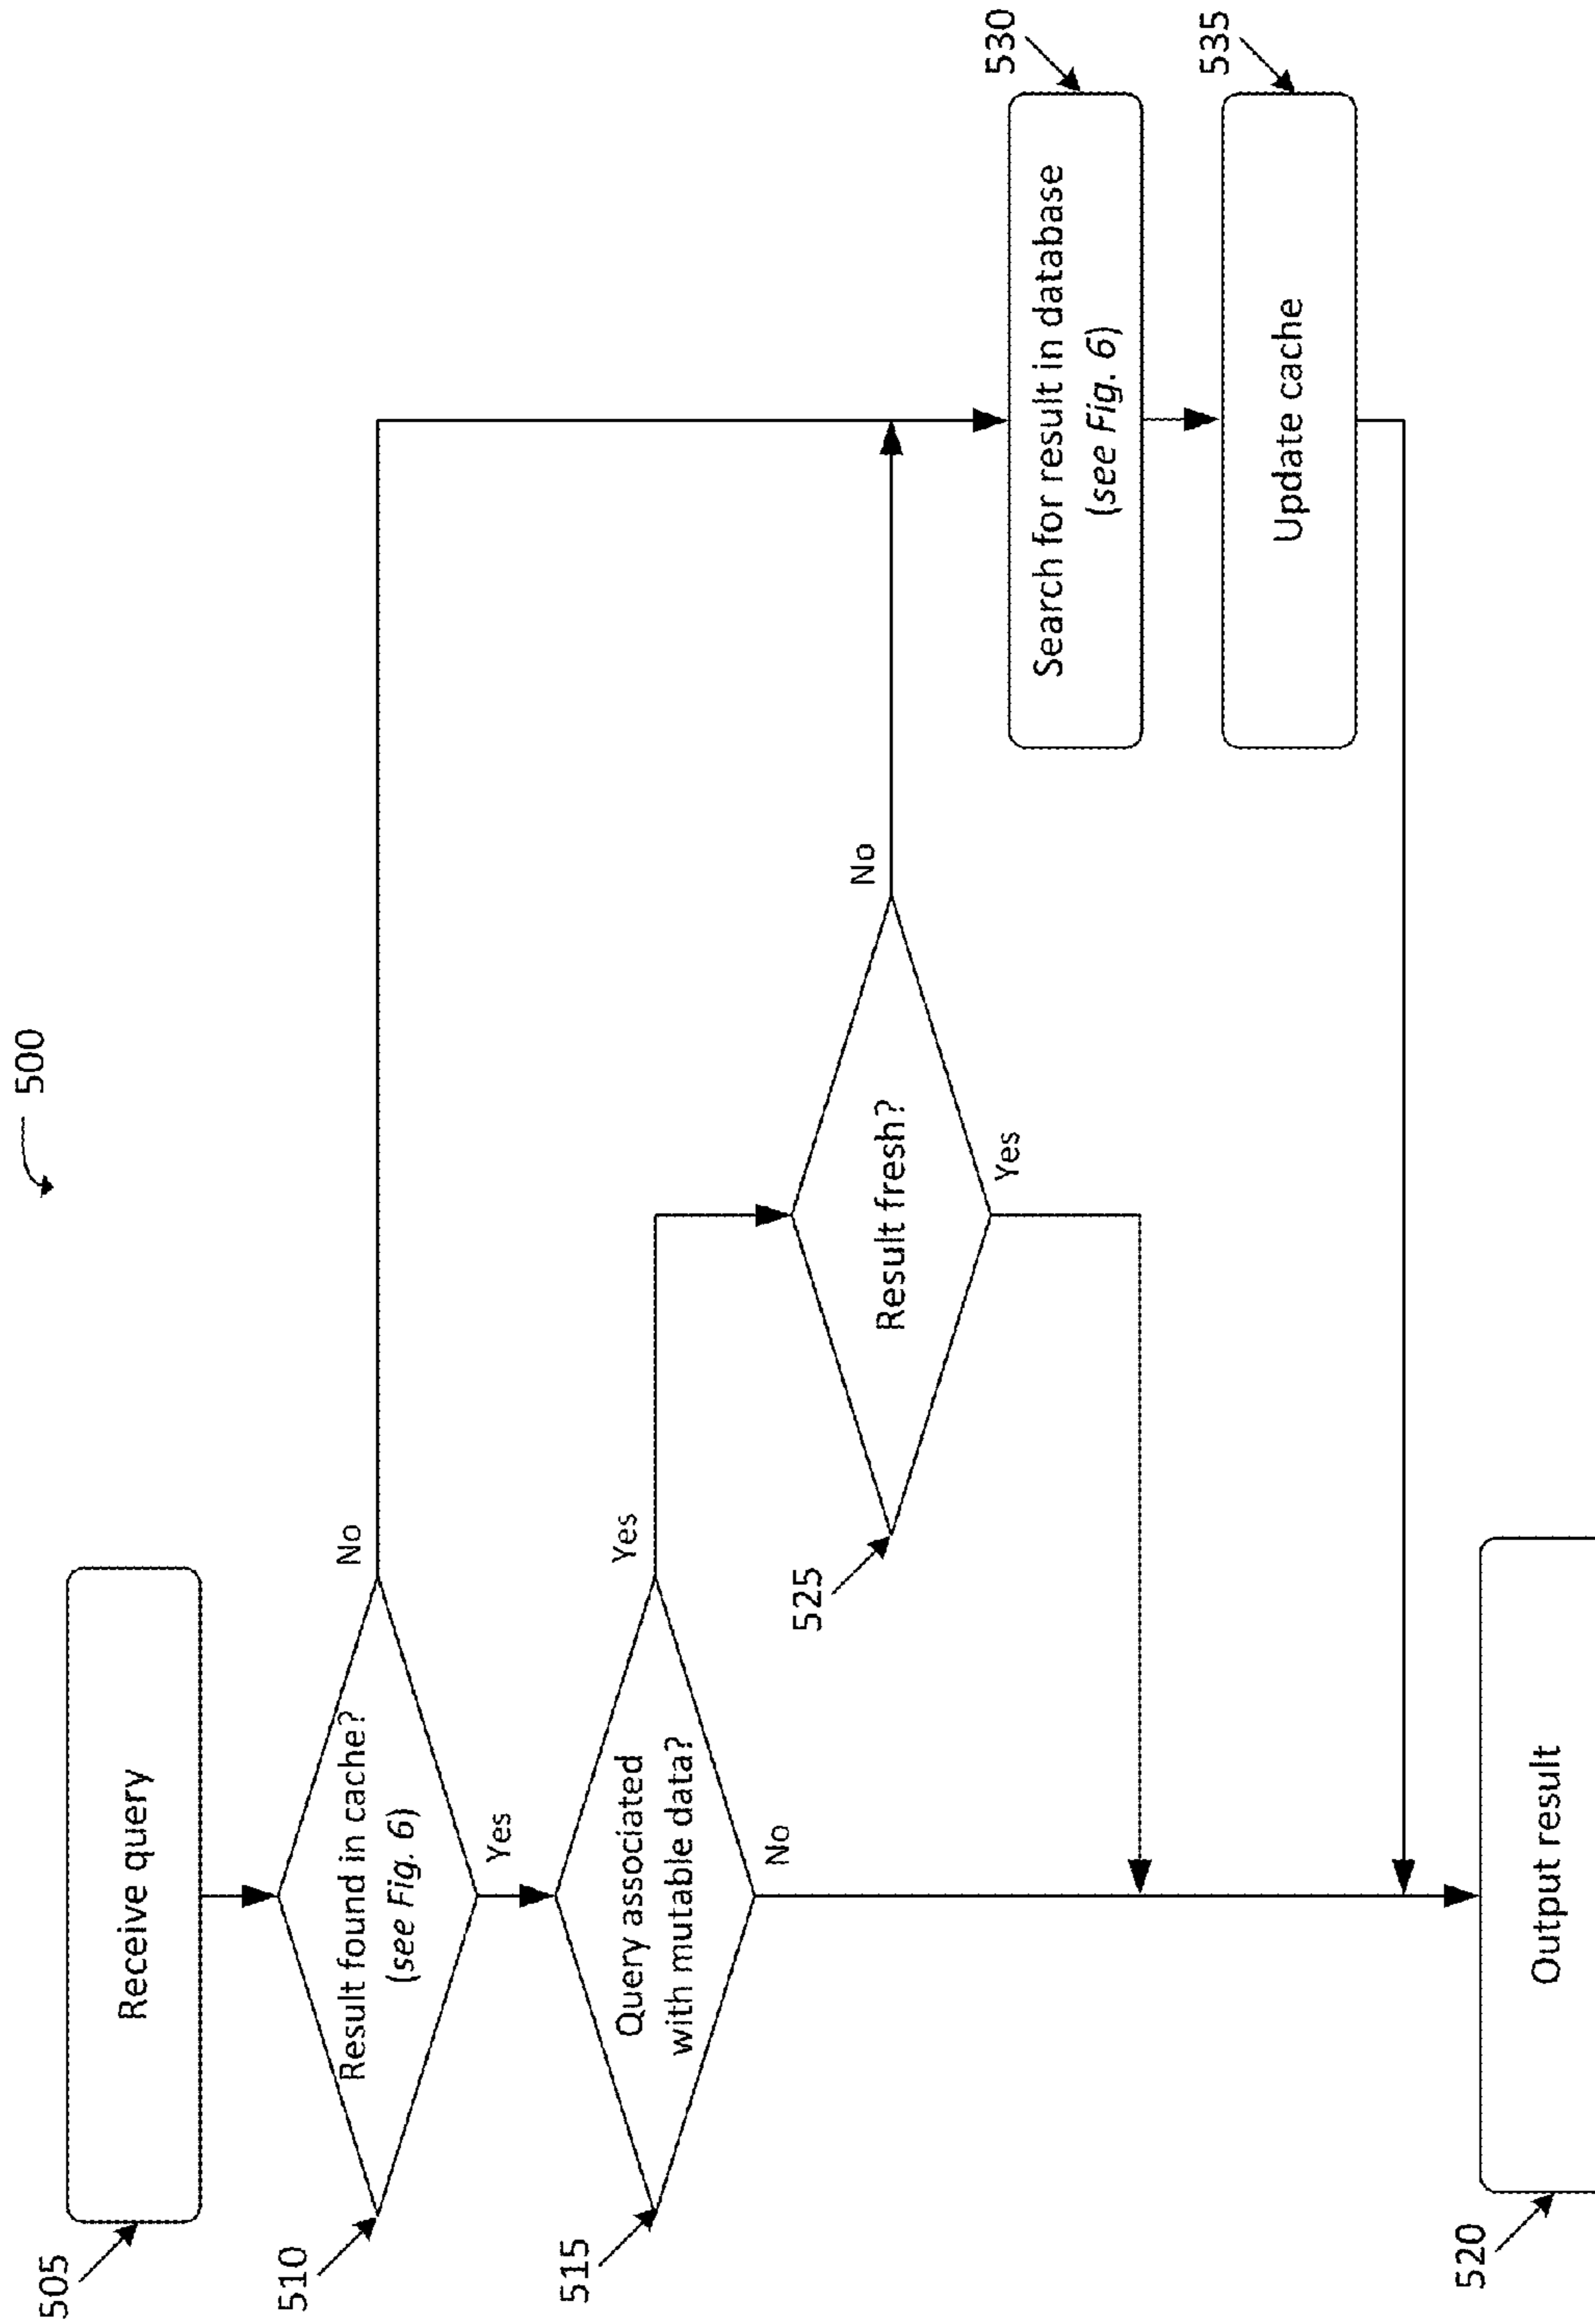 500
505
Receive query
510
Result found in cache?
(see Fig. 6)
No
Yes
515
Query associated
with mutable data?
Yes
No
525
Result fresh?
No
Yes
530
Search for result in database
(see Fig. 6)
535
Update cache
520
Output result